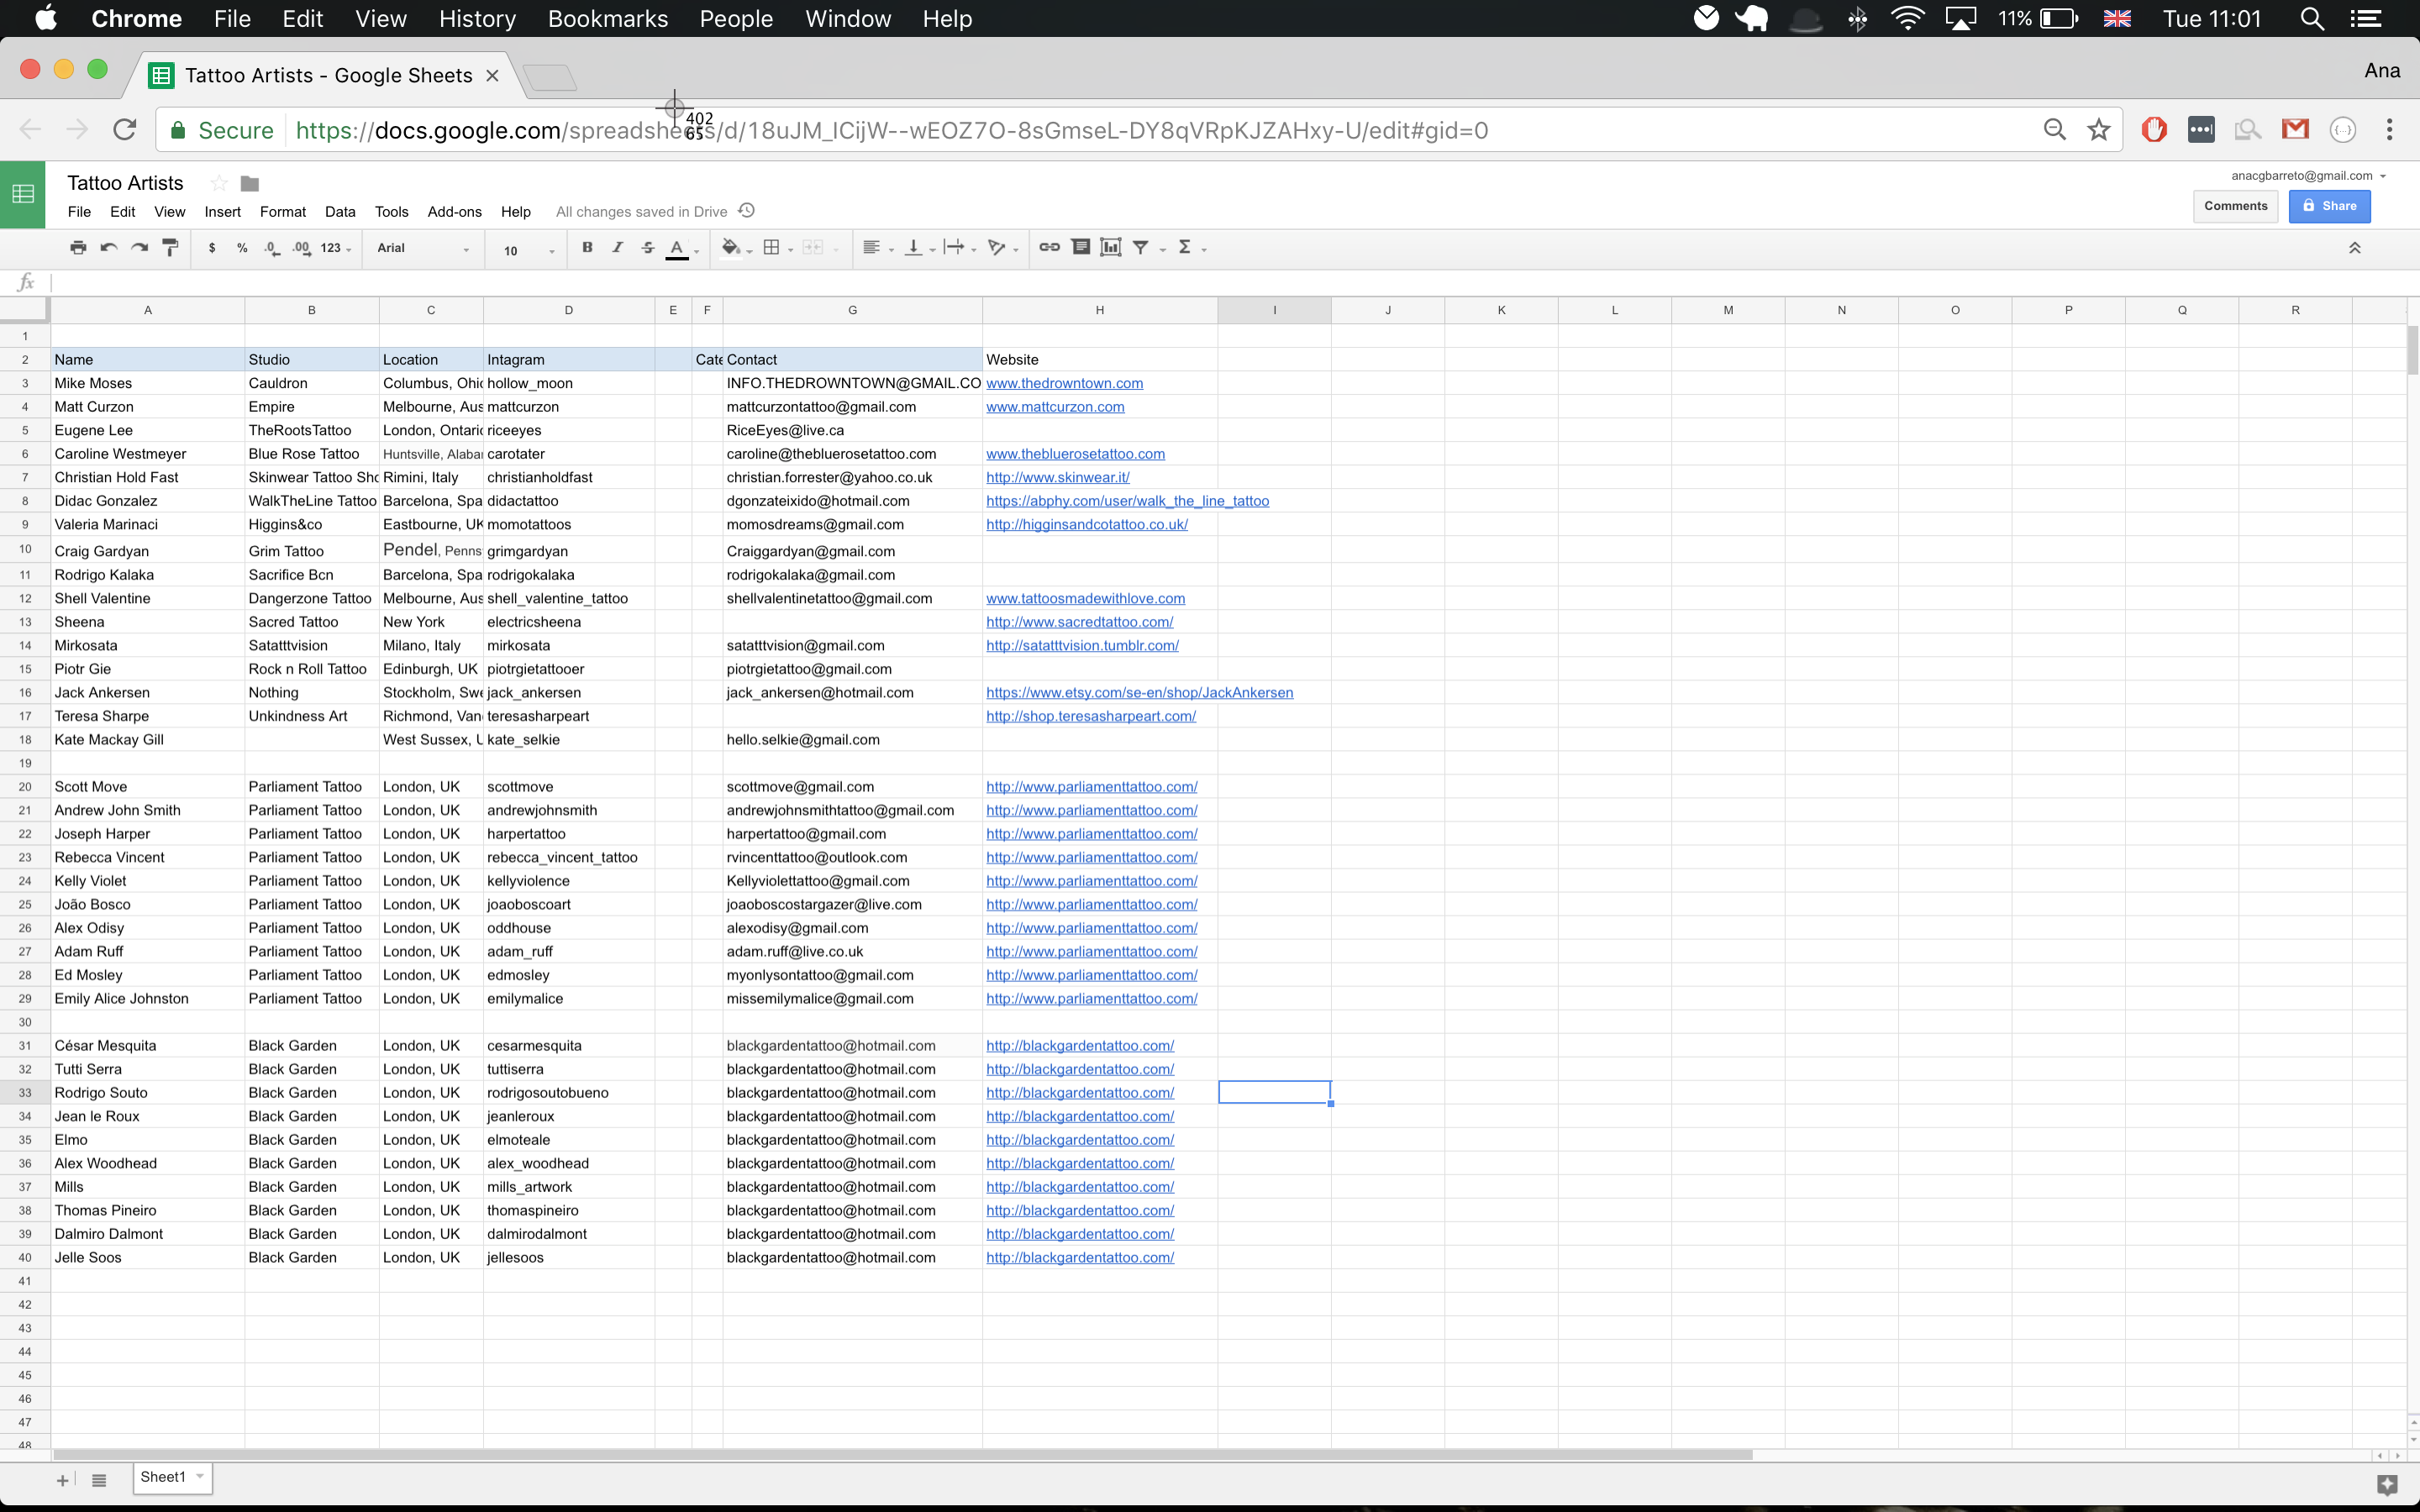 Chrome File Edit View History Bookmarks People Window Help 11% Tue 11:01
Tattoo Artists - Google Sheets Ana
402
65
Secure https://docs.google.com/spreadsheets/d/18uJM_lCijW--wEOZ7O-8sGmseL-DY8qVRpKJZAHxy-U/edit#gid=0
Tattoo Artists anacgbarreto@gmail.com
File Edit View Insert Format Data Tools Add-ons Help All changes saved in Drive Comments Share
$ % .0 .00 123 Arial 10 B I S A Σ
fx
A B C D E F G H I J K L M N O P Q R
1
2 Name Studio Location Intagram Cate Contact Website
3 Mike Moses Cauldron Columbus, Ohio hollow_moon INFO.THEDROWNTOWN@GMAIL.CO www.thedrowntown.com
4 Matt Curzon Empire Melbourne, Aus mattcurzon mattcurzontattoo@gmail.com www.mattcurzon.com
5 Eugene Lee TheRootsTattoo London, Ontario riceeyes RiceEyes@live.ca
6 Caroline Westmeyer Blue Rose Tattoo Huntsville, Alabar carotater caroline@thebluerosetattoo.com www.thebluerosetattoo.com
7 Christian Hold Fast Skinwear Tattoo Sho Rimini, Italy christianholdfast christian.forrester@yahoo.co.uk http://www.skinwear.it/
8 Didac Gonzalez WalkTheLine Tattoo Barcelona, Spa didactattoo dgonzateixido@hotmail.com https://abphy.com/user/walk_the_line_tattoo
9 Valeria Marinaci Higgins&co Eastbourne, UK momotattoos momosdreams@gmail.com http://higginsandcotattoo.co.uk/
10 Craig Gardyan Grim Tattoo Pendel, Penns grimgardyan Craiggardyan@gmail.com
11 Rodrigo Kalaka Sacrifice Bcn Barcelona, Spa rodrigokalaka rodrigokalaka@gmail.com
12 Shell Valentine Dangerzone Tattoo Melbourne, Aus shell_valentine_tattoo shellvalentinetattoo@gmail.com www.tattoosmadewithlove.com
13 Sheena Sacred Tattoo New York electricsheena http://www.sacredtattoo.com/
14 Mirkosata Satatttvision Milano, Italy mirkosata satatttvision@gmail.com http://satatttvision.tumblr.com/
15 Piotr Gie Rock n Roll Tattoo Edinburgh, UK piotrgietattooer piotrgietattoo@gmail.com
16 Jack Ankersen Nothing Stockholm, Swe jack_ankersen jack_ankersen@hotmail.com https://www.etsy.com/se-en/shop/JackAnkersen
17 Teresa Sharpe Unkindness Art Richmond, Van teresasharpeart http://shop.teresasharpeart.com/
18 Kate Mackay Gill West Sussex, U kate_selkie hello.selkie@gmail.com
19
20 Scott Move Parliament Tattoo London, UK scottmove scottmove@gmail.com http://www.parliamenttattoo.com/
21 Andrew John Smith Parliament Tattoo London, UK andrewjohnsmith andrewjohnsmithtattoo@gmail.com http://www.parliamenttattoo.com/
22 Joseph Harper Parliament Tattoo London, UK harpertattoo harpertattoo@gmail.com http://www.parliamenttattoo.com/
23 Rebecca Vincent Parliament Tattoo London, UK rebecca_vincent_tattoo rvincenttattoo@outlook.com http://www.parliamenttattoo.com/
24 Kelly Violet Parliament Tattoo London, UK kellyviolence Kellyviolettattoo@gmail.com http://www.parliamenttattoo.com/
25 João Bosco Parliament Tattoo London, UK joaoboscoart joaoboscostargazer@live.com http://www.parliamenttattoo.com/
26 Alex Odisy Parliament Tattoo London, UK oddhouse alexodisy@gmail.com http://www.parliamenttattoo.com/
27 Adam Ruff Parliament Tattoo London, UK adam_ruff adam.ruff@live.co.uk http://www.parliamenttattoo.com/
28 Ed Mosley Parliament Tattoo London, UK edmosley myonlysontattoo@gmail.com http://www.parliamenttattoo.com/
29 Emily Alice Johnston Parliament Tattoo London, UK emilymalice missemilymalice@gmail.com http://www.parliamenttattoo.com/
30
31 César Mesquita Black Garden London, UK cesarmesquita blackgardentattoo@hotmail.com http://blackgardentattoo.com/
32 Tutti Serra Black Garden London, UK tuttiserra blackgardentattoo@hotmail.com http://blackgardentattoo.com/
33 Rodrigo Souto Black Garden London, UK rodrigosoutobueno blackgardentattoo@hotmail.com http://blackgardentattoo.com/
34 Jean le Roux Black Garden London, UK jeanleroux blackgardentattoo@hotmail.com http://blackgardentattoo.com/
35 Elmo Black Garden London, UK elmoteale blackgardentattoo@hotmail.com http://blackgardentattoo.com/
36 Alex Woodhead Black Garden London, UK alex_woodhead blackgardentattoo@hotmail.com http://blackgardentattoo.com/
37 Mills Black Garden London, UK mills_artwork blackgardentattoo@hotmail.com http://blackgardentattoo.com/
38 Thomas Pineiro Black Garden London, UK thomaspineiro blackgardentattoo@hotmail.com http://blackgardentattoo.com/
39 Dalmiro Dalmont Black Garden London, UK dalmirodalmont blackgardentattoo@hotmail.com http://blackgardentattoo.com/
40 Jelle Soos Black Garden London, UK jellesoos blackgardentattoo@hotmail.com http://blackgardentattoo.com/
41
42
43
44
45
46
47
48
Sheet1